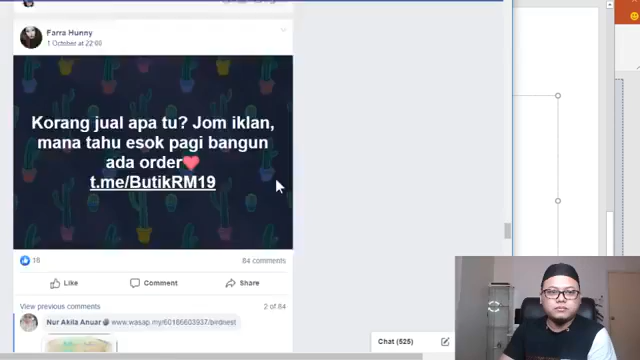 Farra Hunny
1 October at 22:00
Korang jual apa tu? Jom iklan,
mana tahu esok pagi bangun
ada order❤
t.me/ButikRM19
18
84 comments
Like
Comment
Share
View previous comments
2 of 84
Nur Akila Anuar www.wasap.my/60166603937/birdnest
Chat (525)